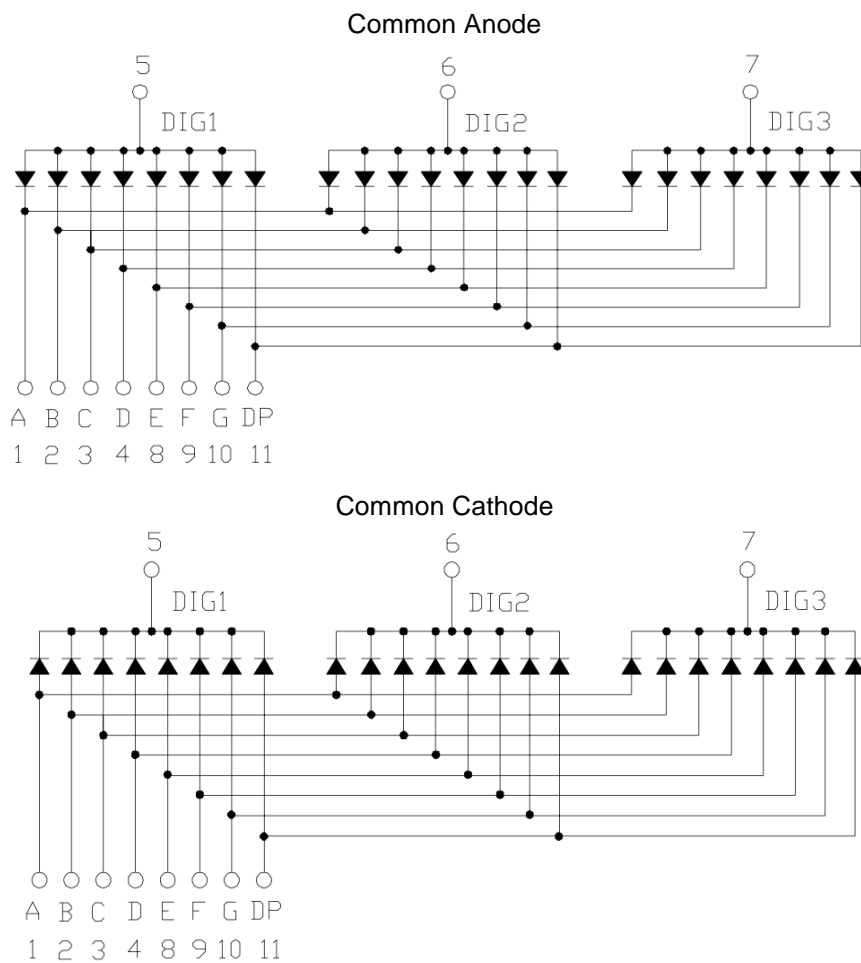 Common Anode
5 6 7
DIG1 DIG2 DIG3
A B C D E F G DP
1 2 3 4 8 9 10 11
Common Cathode
5 6 7
DIG1 DIG2 DIG3
A B C D E F G DP
1 2 3 4 8 9 10 11